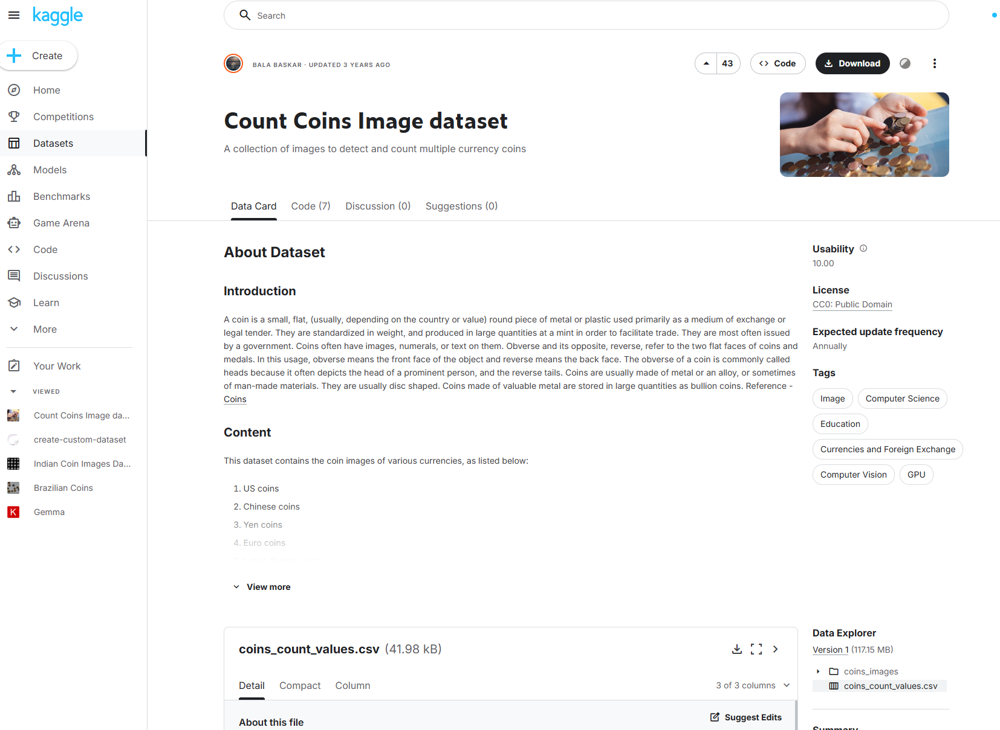 kaggle
Search
Create
Home
Competitions
Datasets
Models
Benchmarks
Game Arena
Code
Discussions
Learn
More
Your Work
VIEWED
Count Coins Image da...
create-custom-dataset
Indian Coin Images Da...
Brazilian Coins
K
Gemma
BALA BASKAR · UPDATED 3 YEARS AGO
43
Code
Download
Count Coins Image dataset
A collection of images to detect and count multiple currency coins
Data Card
Code (7)
Discussion (0)
Suggestions (0)
About Dataset
Introduction
A coin is a small, flat, (usually, depending on the country or value) round piece of metal or plastic used primarily as a medium of exchange or
legal tender. They are standardized in weight, and produced in large quantities at a mint in order to facilitate trade. They are most often issued
by a government. Coins often have images, numerals, or text on them. Obverse and its opposite, reverse, refer to the two flat faces of coins and
medals. In this usage, obverse means the front face of the object and reverse means the back face. The obverse of a coin is commonly called
heads because it often depicts the head of a prominent person, and the reverse tails. Coins are usually made of metal or an alloy, or sometimes
of man-made materials. They are usually disc shaped. Coins made of valuable metal are stored in large quantities as bullion coins. Reference -
Coins
Content
This dataset contains the coin images of various currencies, as listed below:
1. US coins
2. Chinese coins
3. Yen coins
4. Euro coins
View more
Usability
10.00
License
CC0: Public Domain
Expected update frequency
Annually
Tags
Image
Computer Science
Education
Currencies and Foreign Exchange
Computer Vision
GPU
coins_count_values.csv (41.98 kB)
Detail
Compact
Column
3 of 3 columns
About this file
Suggest Edits
Data Explorer
Version 1 (117.15 MB)
coins_images
coins_count_values.csv
Summary